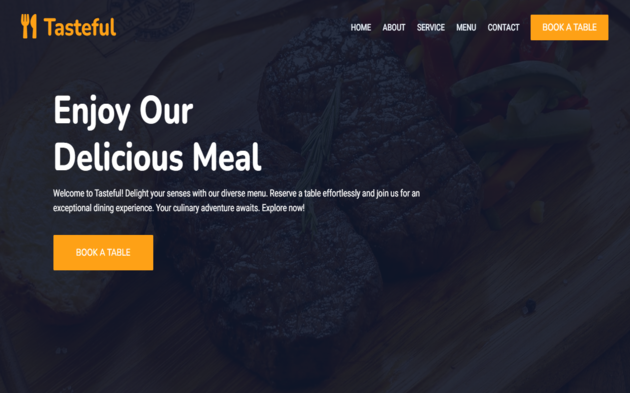 Tasteful
HOME ABOUT SERVICE MENU CONTACT BOOK A TABLE
Enjoy Our
Delicious Meal
Welcome to Tasteful! Delight your senses with our diverse menu. Reserve a table effortlessly and join us for an
exceptional dining experience. Your culinary adventure awaits. Explore now!
BOOK A TABLE